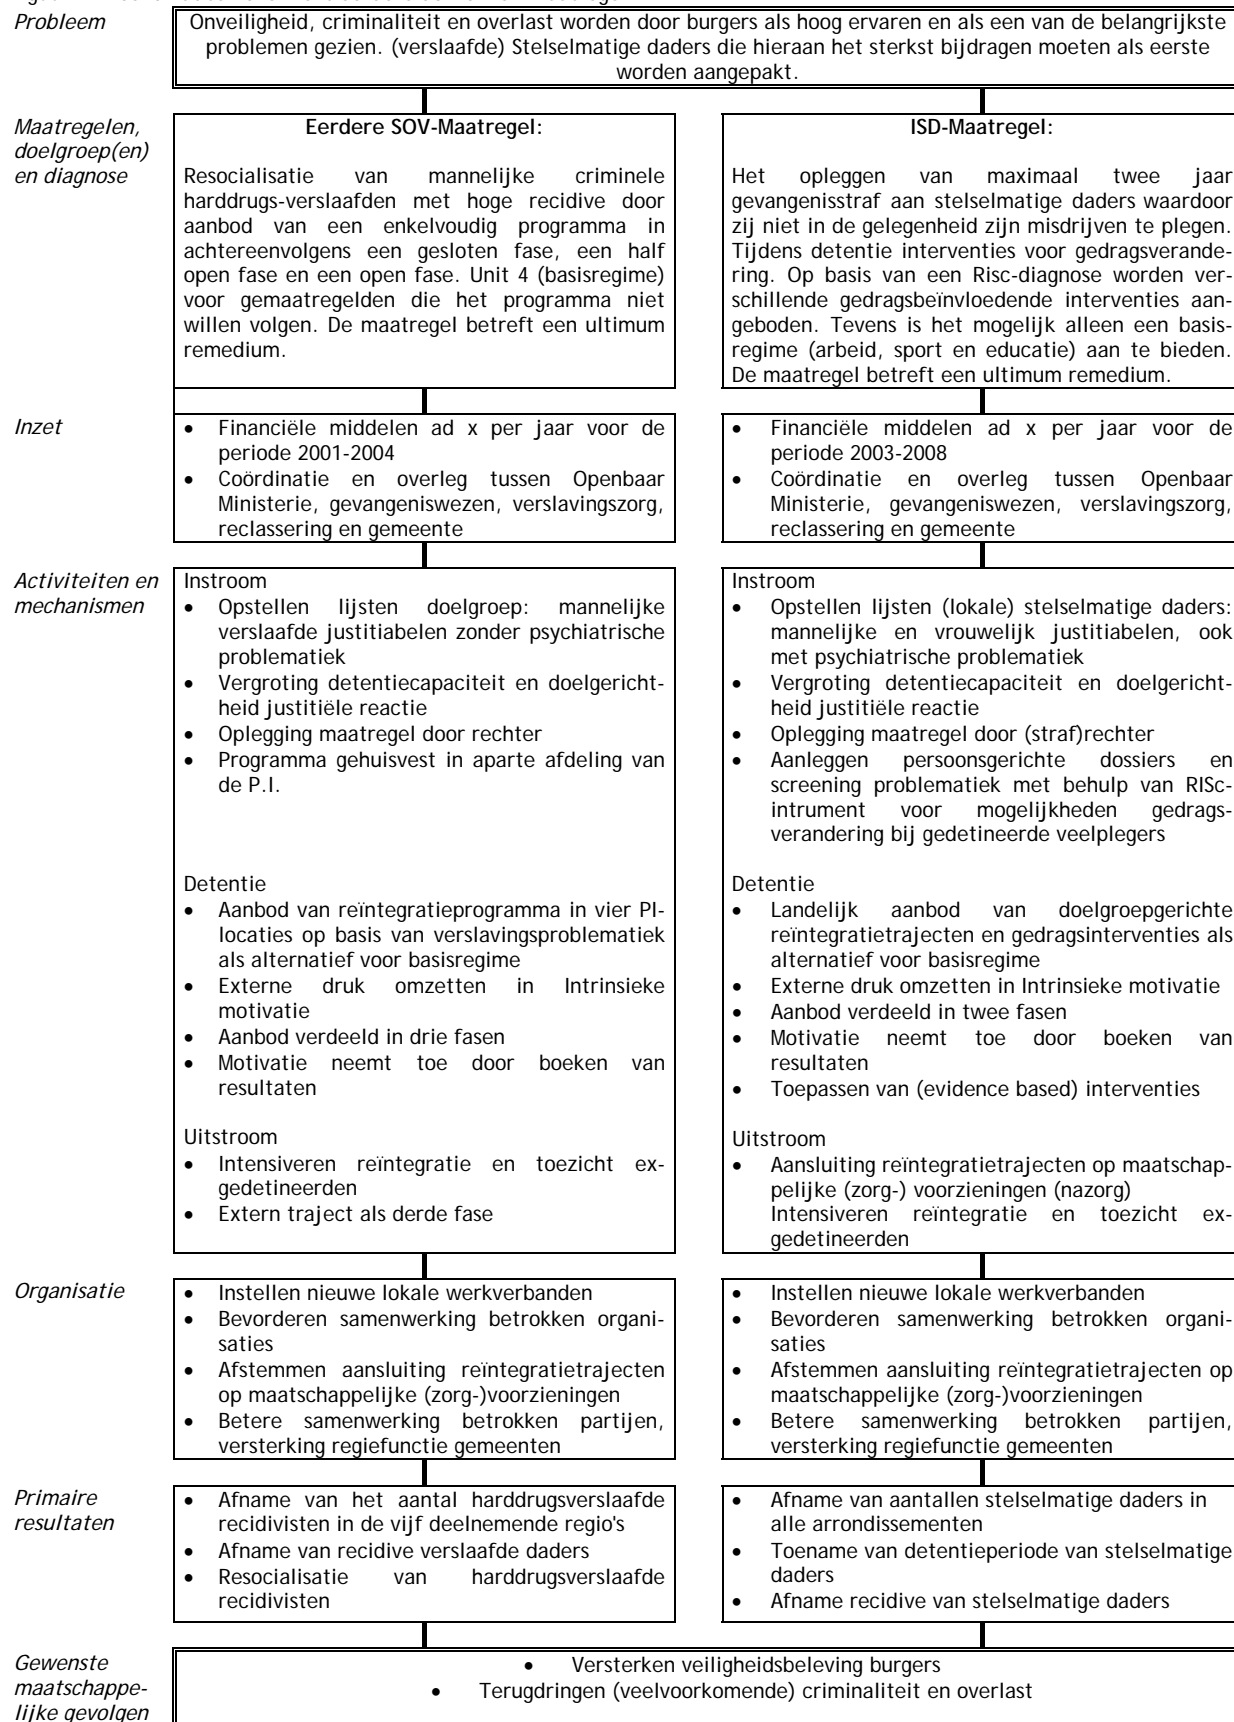 Probleem
Onveiligheid, criminaliteit en overlast worden door burgers als hoog ervaren en als een van de belangrijkste
problemen gezien. (verslaafde) Stelselmatige daders die hieraan het sterkst bijdragen moeten als eerste
worden aangepakt.
Maatregelen,
doelgroep(en)
en diagnose
Eerdere SOV-Maatregel:
Resocialisatie van mannelijke criminele
harddrugs-verslaafden met hoge recidive door
aanbod van een enkelvoudig programma in
achtereenvolgens een gesloten fase, een half
open fase en een open fase. Unit 4 (basisregime)
voor gemaatregelden die het programma niet
willen volgen. De maatregel betreft een ultimum
remedium.
ISD-Maatregel:
Het opleggen van maximaal twee jaar
gevangenisstraf aan stelselmatige daders waardoor
zij niet in de gelegenheid zijn misdrijven te plegen.
Tijdens detentie interventies voor gedragsverande-
ring. Op basis van een Risc-diagnose worden ver-
schillende gedragsbeïnvloedende interventies aan-
geboden. Tevens is het mogelijk alleen een basis-
regime (arbeid, sport en educatie) aan te bieden.
De maatregel betreft een ultimum remedium.
Inzet
• Financiële middelen ad x per jaar voor de
periode 2001-2004
• Coördinatie en overleg tussen Openbaar
Ministerie, gevangeniswezen, verslavingszorg,
reclassering en gemeente
• Financiële middelen ad x per jaar voor de
periode 2003-2008
• Coördinatie en overleg tussen Openbaar
Ministerie, gevangeniswezen, verslavingszorg,
reclassering en gemeente
Activiteiten en
mechanismen
Instroom
• Opstellen lijsten doelgroep: mannelijke
verslaafde justitiabelen zonder psychiatrische
problematiek
• Vergroting detentiecapaciteit en doelgericht-
heid justitiële reactie
• Oplegging maatregel door rechter
• Programma gehuisvest in aparte afdeling van
de P.I.
Detentie
• Aanbod van reïntegratieprogramma in vier PI-
locaties op basis van verslavingsproblematiek
als alternatief voor basisregime
• Externe druk omzetten in Intrinsieke
motivatie
• Aanbod verdeeld in drie fasen
• Motivatie neemt toe door boeken van
resultaten
Uitstroom
• Intensiveren reïntegratie en toezicht ex-
gedetineerden
• Extern traject als derde fase
Instroom
• Opstellen lijsten (lokale) stelselmatige daders:
mannelijke en vrouwelijk justitiabelen, ook
met psychiatrische problematiek
• Vergroting detentiecapaciteit en doelgericht-
heid justitiële reactie
• Oplegging maatregel door (straf)rechter
• Aanleggen persoonsgerichte dossiers en
screening problematiek met behulp van RISc-
intrument voor mogelijkheden gedrags-
verandering bij gedetineerde veelplegers
Detentie
• Landelijk aanbod van doelgroepgerichte
reïntegratietrajecten en gedragsinterventies als
alternatief voor basisregime
• Externe druk omzetten in Intrinsieke motivatie
• Aanbod verdeeld in twee fasen
• Motivatie neemt toe door boeken van
resultaten
• Toepassen van (evidence based) interventies
Uitstroom
• Aansluiting reïntegratietrajecten op maatschap-
pelijke (zorg-) voorzieningen (nazorg)
Intensiveren reïntegratie en toezicht ex-
gedetineerden
Organisatie
• Instellen nieuwe lokale werkverbanden
• Bevorderen samenwerking betrokken organi-
saties
• Afstemmen aansluiting reïntegratietrajecten
op maatschappelijke (zorg-)voorzieningen
• Betere samenwerking betrokken partijen,
versterking regiefunctie gemeenten
• Instellen nieuwe lokale werkverbanden
• Bevorderen samenwerking betrokken organi-
saties
• Afstemmen aansluiting reïntegratietrajecten op
maatschappelijke (zorg-)voorzieningen
• Betere samenwerking betrokken partijen,
versterking regiefunctie gemeenten
Primaire
resultaten
• Afname van het aantal harddrugsverslaafde
recidivisten in de vijf deelnemende regio's
• Afname van recidive verslaafde daders
• Resocialisatie van harddrugsverslaafde
recidivisten
• Afname van aantallen stelselmatige daders in
alle arrondissementen
• Toename van detentieperiode van stelselmatige
daders
• Afname recidive van stelselmatige daders
Gewenste
maatschappe-
lijke gevolgen
• Versterken veiligheidsbeleving burgers
• Terugdringen (veelvoorkomende) criminaliteit en overlast